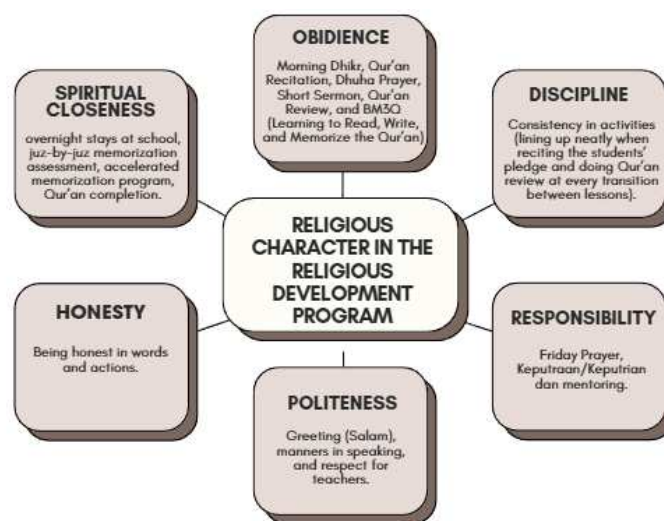 OBIDIENCE
Morning Dhikr, Qur'an
Recitation, Dhuha Prayer,
Short Sermon, Qur'an
Review, and BM3Q
(Learning to Read, Write,
and Memorize the Qur'an)
SPIRITUAL
CLOSENESS
overnight stays at school,
juz-by-juz memorization
assessment, accelerated
memorization program,
Qur'an completion.
DISCIPLINE
Consistency in activities
(lining up neatly when
reciting the students'
pledge and doing Qur'an
review at every transition
between lessons).
RELIGIOUS
CHARACTER IN THE
RELIGIOUS
DEVELOPMENT
PROGRAM
HONESTY
Being honest in words
and actions.
RESPONSIBILITY
Friday Prayer,
Keputraan/Keputrian
dan mentoring.
POLITENESS
Greeting (Salam),
manners in speaking,
and respect for
teachers.